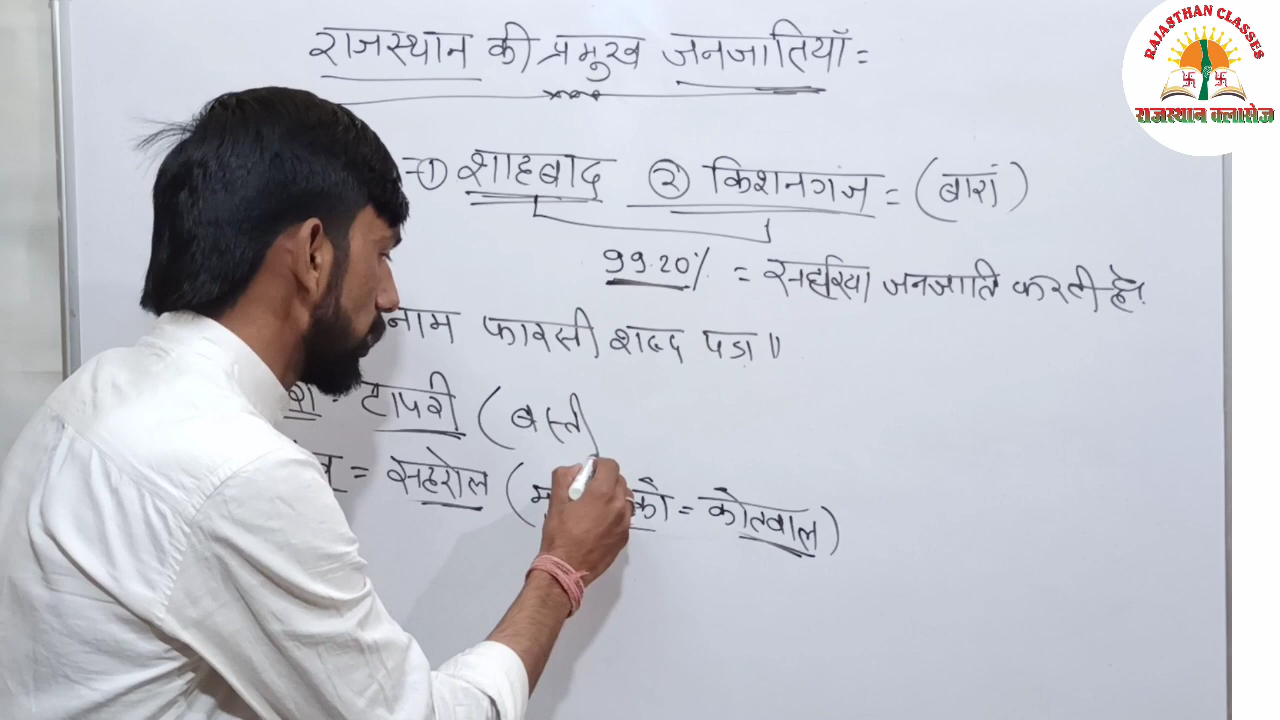 राजस्थान की प्रमुख जनजातियाँ =
RAJASTHAN CLASSES
राजस्थान क्लासेज
= ① शाहबाद ② किशनगंज = (बारां)
99.20% = सहरिया जनजाति करती है।
नाम फारसी शब्द पडा ॥
टापरी (बस्ती
= सहरोल ( को = कोतवाल)